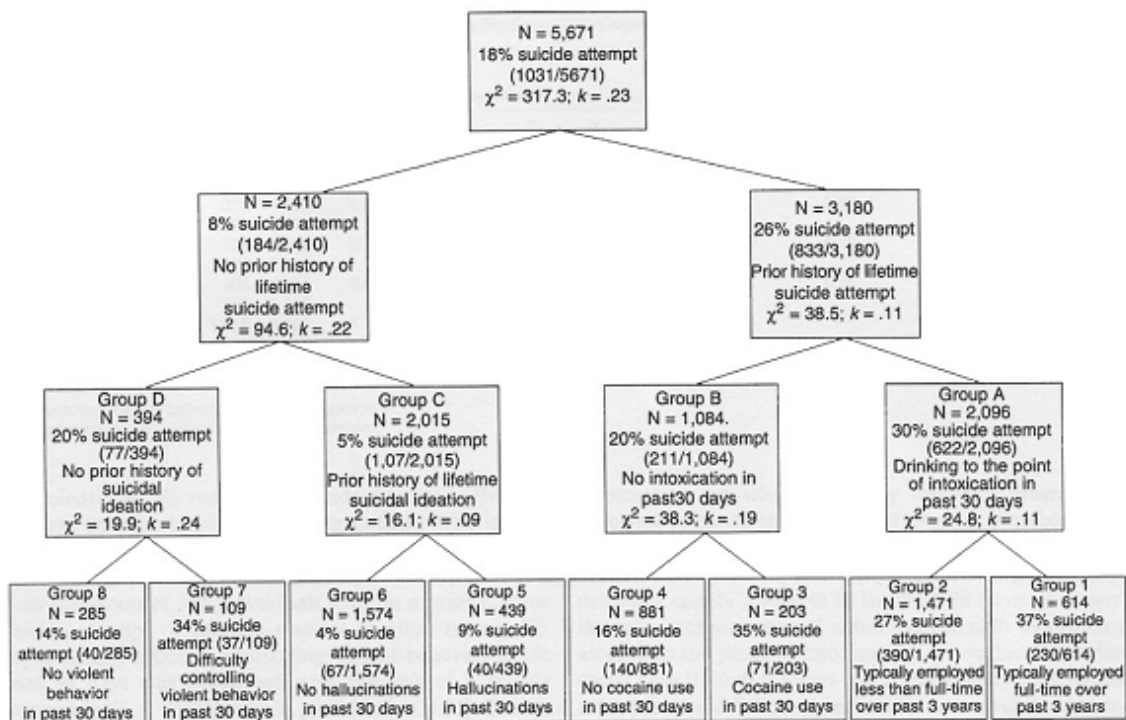 N = 5,671
18% suicide attempt
(1031/5671)
χ² = 317.3; k = .23
N = 2,410
8% suicide attempt
(184/2,410)
No prior history of
lifetime
suicide attempt
χ² = 94.6; k = .22
N = 3,180
26% suicide attempt
(833/3,180)
Prior history of lifetime
suicide attempt
χ² = 38.5; k = .11
Group D
N = 394
20% suicide attempt
(77/394)
No prior history of
suicidal
ideation
χ² = 19.9; k = .24
Group C
N = 2,015
5% suicide attempt
(1,07/2,015)
Prior history of lifetime
suicidal ideation
χ² = 16.1; k = .09
Group B
N = 1,084.
20% suicide attempt
(211/1,084)
No intoxication in
past30 days
χ² = 38.3; k = .19
Group A
N = 2,096
30% suicide attempt
(622/2,096)
Drinking to the point
of intoxication in
past 30 days
χ² = 24.8; k = .11
Group 8
N = 285
14% suicide
attempt (40/285)
No violent
behavior
in past 30 days
Group 7
N = 109
34% suicide
attempt (37/109)
Difficulty
controlling
violent behavior
in past 30 days
Group 6
N = 1,574
4% suicide
attempt
(67/1,574)
No hallucinations
in past 30 days
Group 5
N = 439
9% suicide
attempt
(40/439)
Hallucinations
in past 30 days
Group 4
N = 881
16% suicide
attempt
(140/881)
No cocaine use
in past 30 days
Group 3
N = 203
35% suicide
attempt
(71/203)
Cocaine use
in past 30 days
Group 2
N = 1,471
27% suicide
attempt
(390/1,471)
Typically employed
less than full-time
over past 3 years
Group 1
N = 614
37% suicide
attempt
(230/614)
Typically employed
full-time over
past 3 years